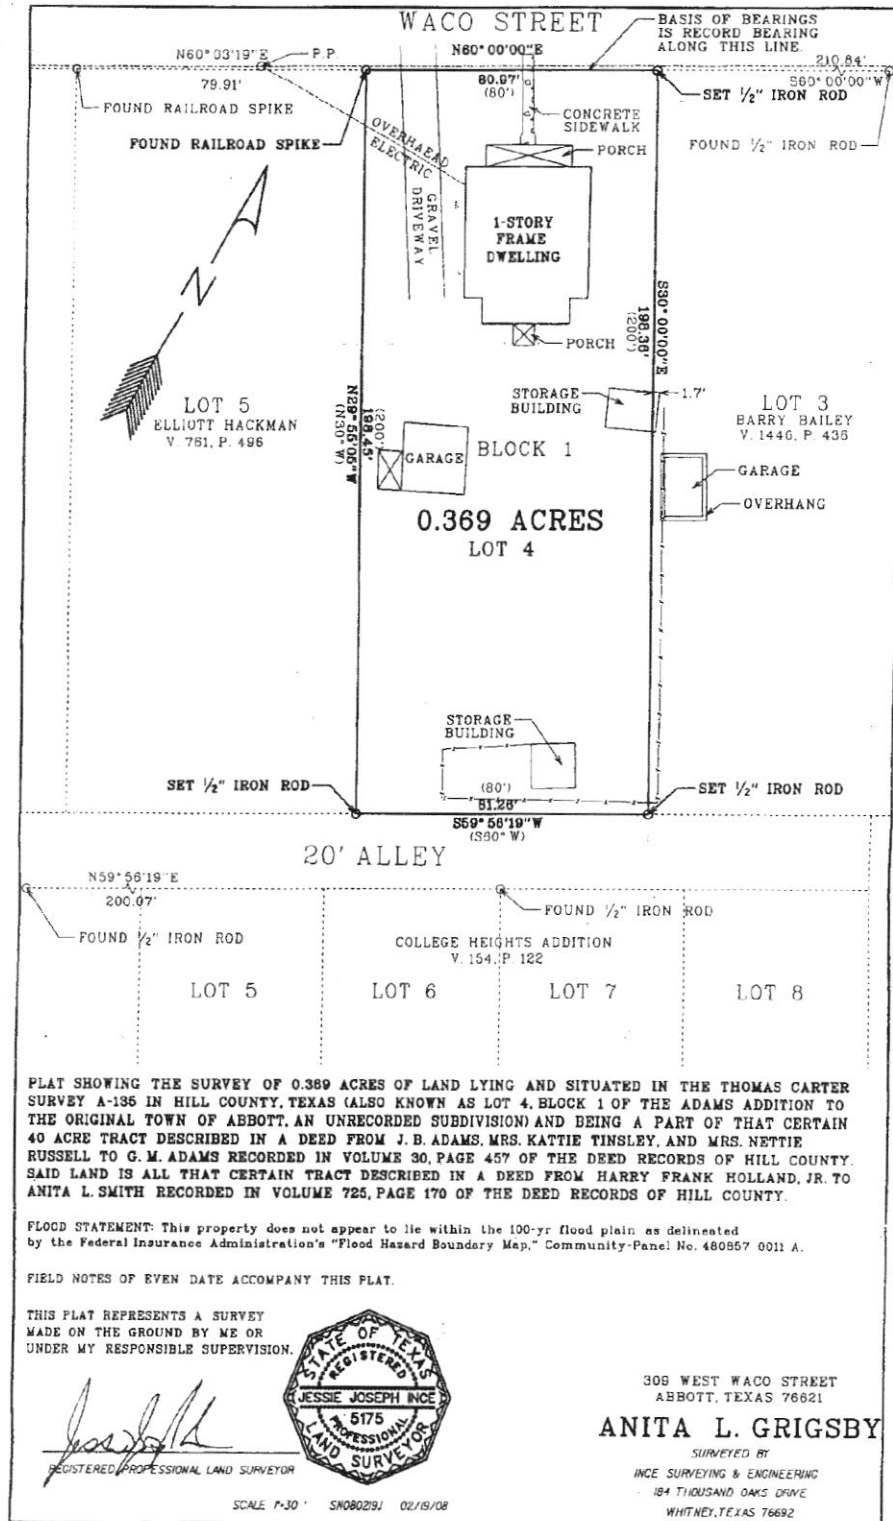 WACO STREET
BASIS OF BEARINGS
IS RECORD BEARING
ALONG THIS LINE.
N60°03'19"E
P.P.
N60°00'00"E
210.84'
79.91'
80.97'
(80')
S60°00'00"W
FOUND RAILROAD SPIKE
SET 1/2" IRON ROD
CONCRETE
SIDEWALK
FOUND RAILROAD SPIKE
OVERHAEAD
ELECTRIC
PORCH
FOUND 1/2" IRON ROD
GRAVEL
DRIVEWAY
1-STORY
FRAME
DWELLING
N
S30°00'00"E
198.36'
(200')
PORCH
STORAGE
BUILDING
1.7'
LOT 5
ELLIOTT HACKMAN
V. 761, P. 496
N29°55'05"W
198.45'
(200')
(N30°W)
LOT 3
BARRY BAILEY
V. 1446, P. 436
GARAGE
BLOCK 1
GARAGE
OVERHANG
0.369 ACRES
LOT 4
STORAGE
BUILDING
SET 1/2" IRON ROD
(80')
81.26'
SET 1/2" IRON ROD
S59°56'19"W
(S60°W)
20' ALLEY
N59°56'19"E
200.07'
FOUND 1/2" IRON ROD
FOUND 1/2" IRON ROD
COLLEGE HEIGHTS ADDITION
V. 154, P. 122
LOT 5
LOT 6
LOT 7
LOT 8
PLAT SHOWING THE SURVEY OF 0.369 ACRES OF LAND LYING AND SITUATED IN THE THOMAS CARTER
SURVEY A-135 IN HILL COUNTY, TEXAS (ALSO KNOWN AS LOT 4, BLOCK 1 OF THE ADAMS ADDITION TO
THE ORIGINAL TOWN OF ABBOTT, AN UNRECORDED SUBDIVISION) AND BEING A PART OF THAT CERTAIN
40 ACRE TRACT DESCRIBED IN A DEED FROM J. B. ADAMS, MRS. KATTIE TINSLEY, AND MRS. NETTIE
RUSSELL TO G. M. ADAMS RECORDED IN VOLUME 30, PAGE 457 OF THE DEED RECORDS OF HILL COUNTY.
SAID LAND IS ALL THAT CERTAIN TRACT DESCRIBED IN A DEED FROM HARRY FRANK HOLLAND, JR. TO
ANITA L. SMITH RECORDED IN VOLUME 725, PAGE 170 OF THE DEED RECORDS OF HILL COUNTY.
FLOOD STATEMENT: This property does not appear to lie within the 100-yr flood plain as delineated
by the Federal Insurance Administration's "Flood Hazard Boundary Map," Community-Panel No. 480857 0011 A.
FIELD NOTES OF EVEN DATE ACCOMPANY THIS PLAT.
THIS PLAT REPRESENTS A SURVEY
MADE ON THE GROUND BY ME OR
UNDER MY RESPONSIBLE SUPERVISION.
STATE OF TEXAS
REGISTERED
JESSIE JOSEPH INCE
5175
PROFESSIONAL
LAND SURVEYOR
REGISTERED PROFESSIONAL LAND SURVEYOR
SCALE 1"=30' SN080219J 02/19/08
309 WEST WACO STREET
ABBOTT, TEXAS 76621
ANITA L. GRIGSBY
SURVEYED BY
INCE SURVEYING & ENGINEERING
184 THOUSAND OAKS DRIVE
WHITNEY, TEXAS 76692